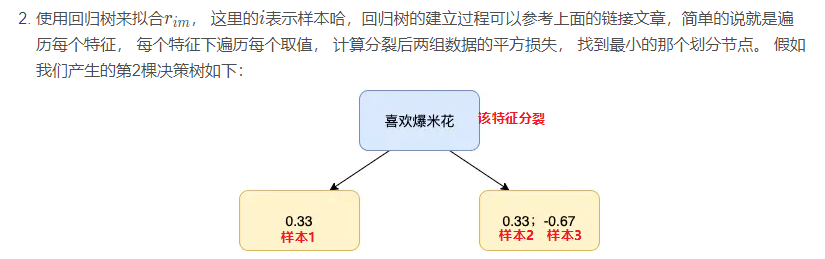 2. 使用回归树来拟合rim， 这里的i表示样本哈，回归树的建立过程可以参考上面的链接文章，简单的说就是遍
历每个特征， 每个特征下遍历每个取值， 计算分裂后两组数据的平方损失， 找到最小的那个划分节点。 假如
我们产生的第2棵决策树如下：
喜欢爆米花 该特征分裂
0.33 0.33；-0.67
样本1 样本2 样本3